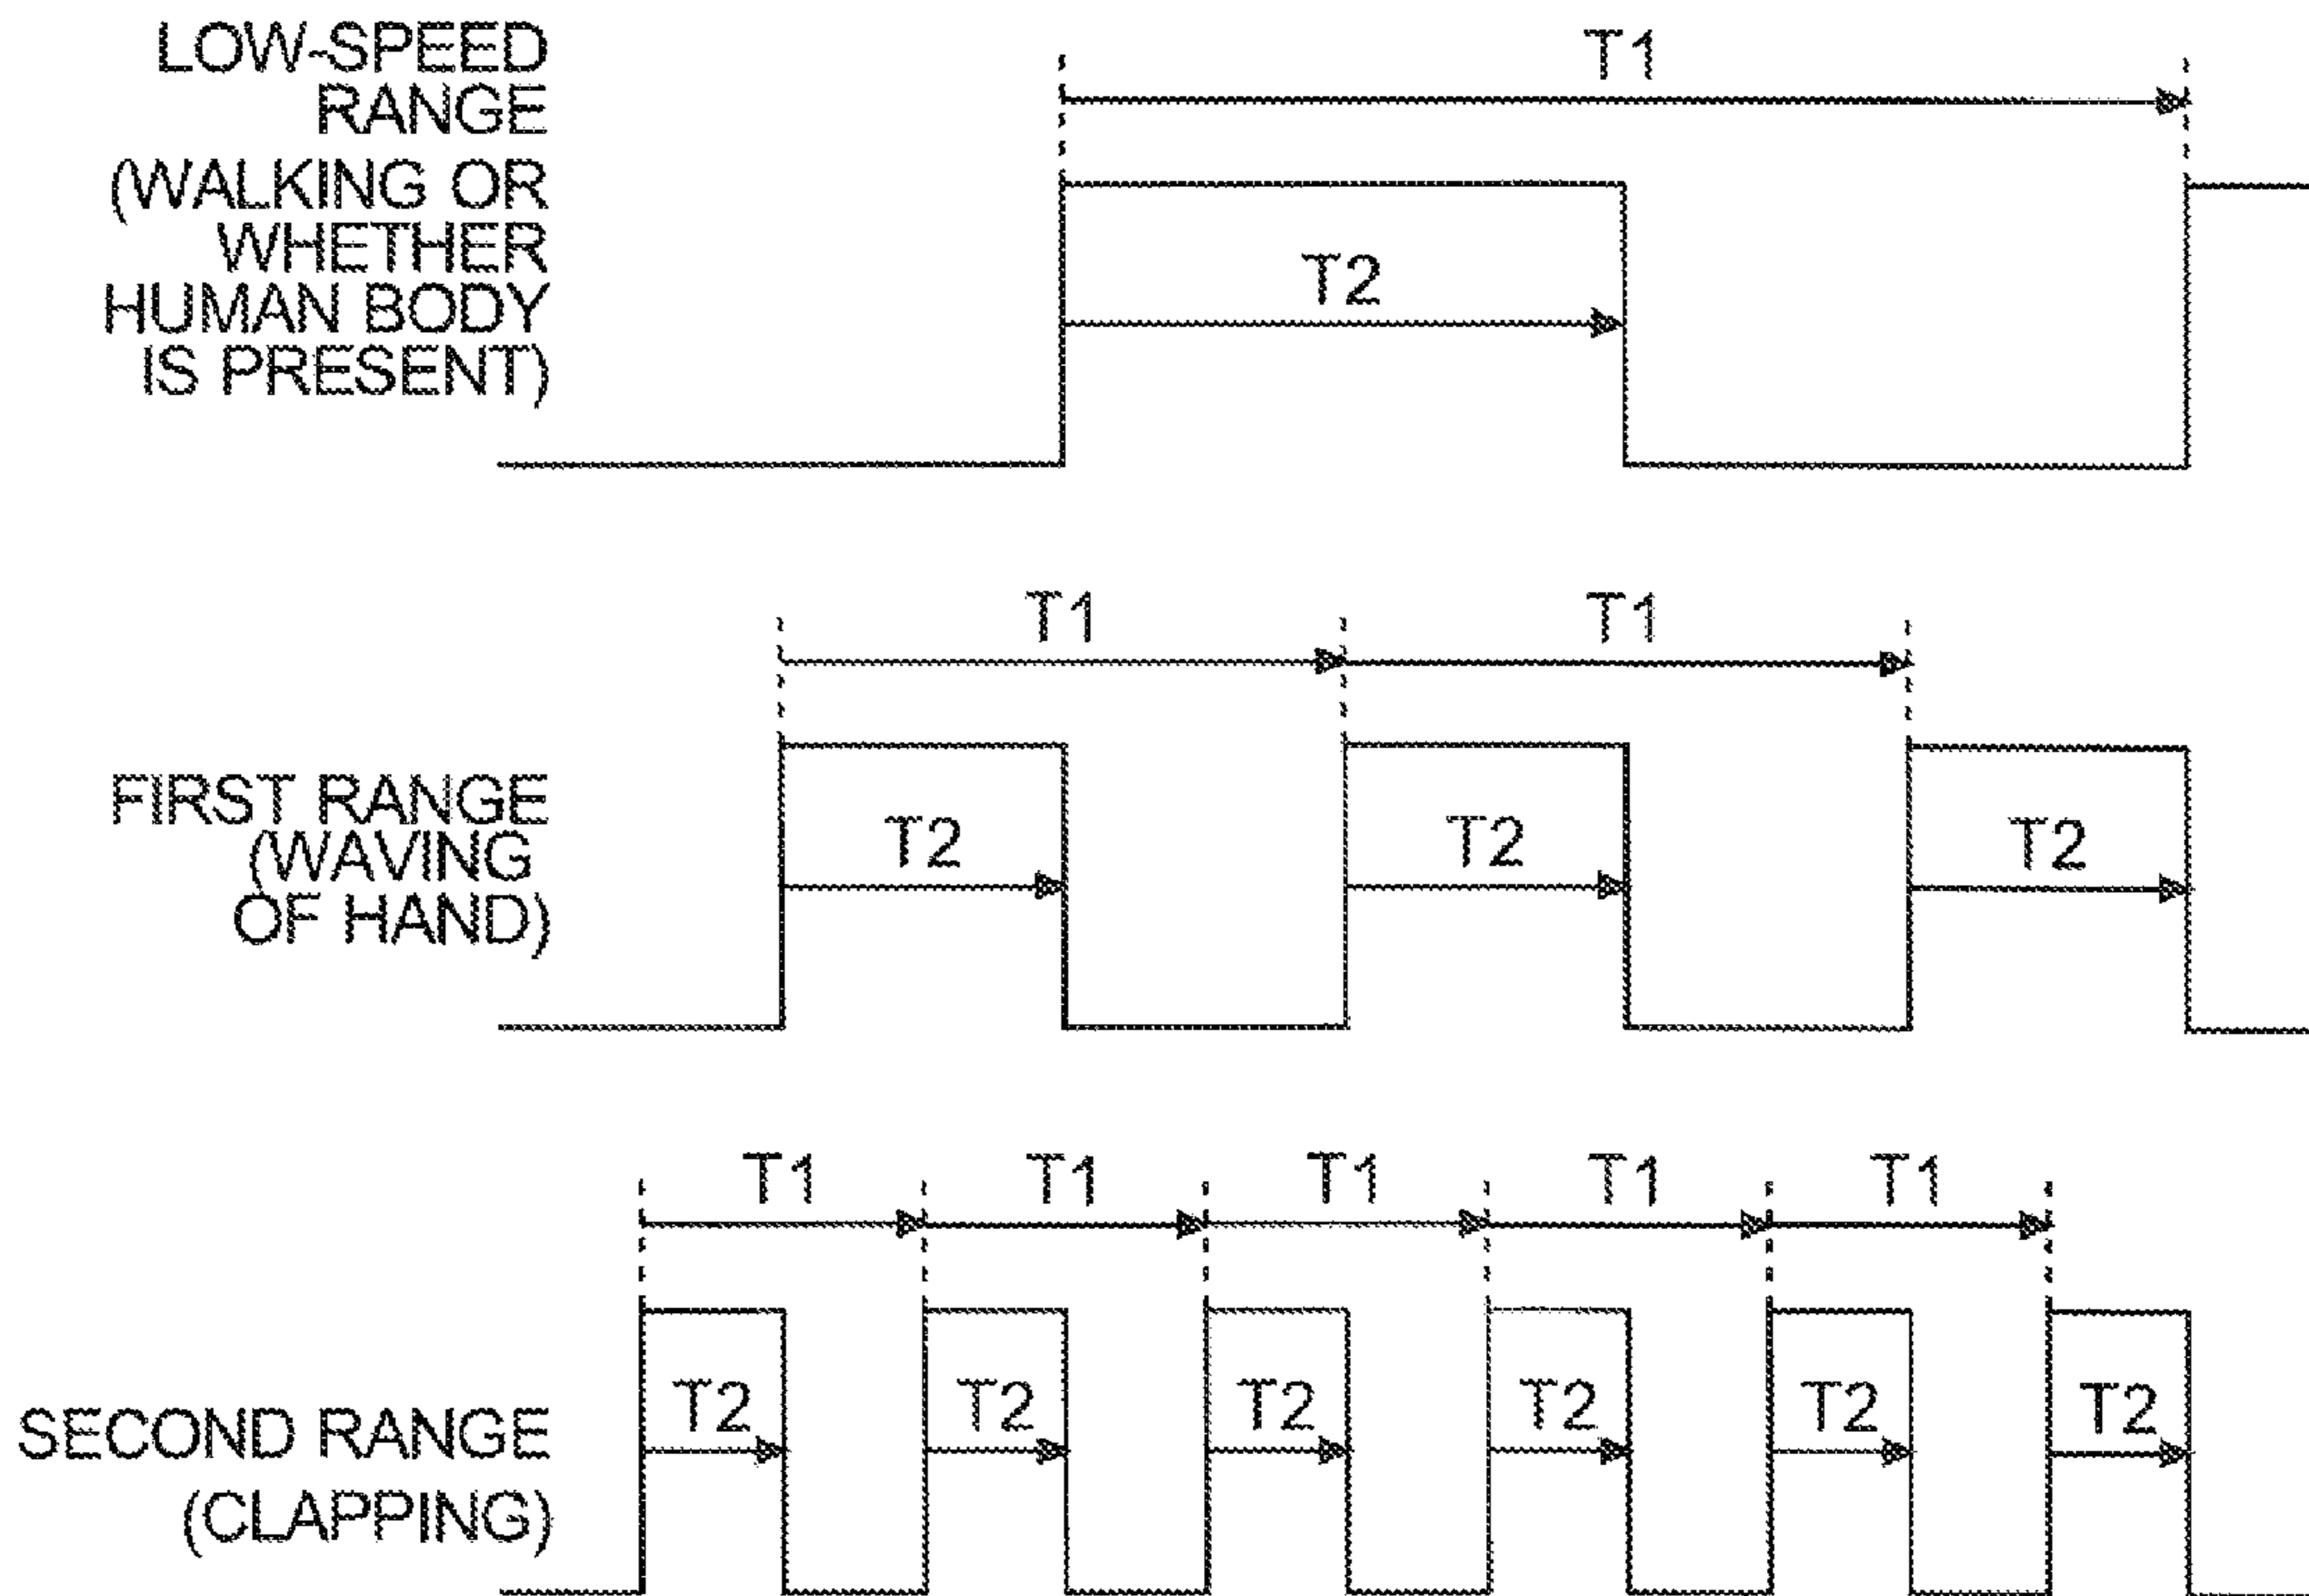 LOW-SPEED
RANGE
(WALKING OR
WHETHER
HUMAN BODY
IS PRESENT)
T1
T2
FIRST RANGE
(WAVING
OF HAND)
T1 T1
T2 T2 T2
SECOND RANGE
(CLAPPING)
T1 T1 T1 T1 T1
T2 T2 T2 T2 T2 T2